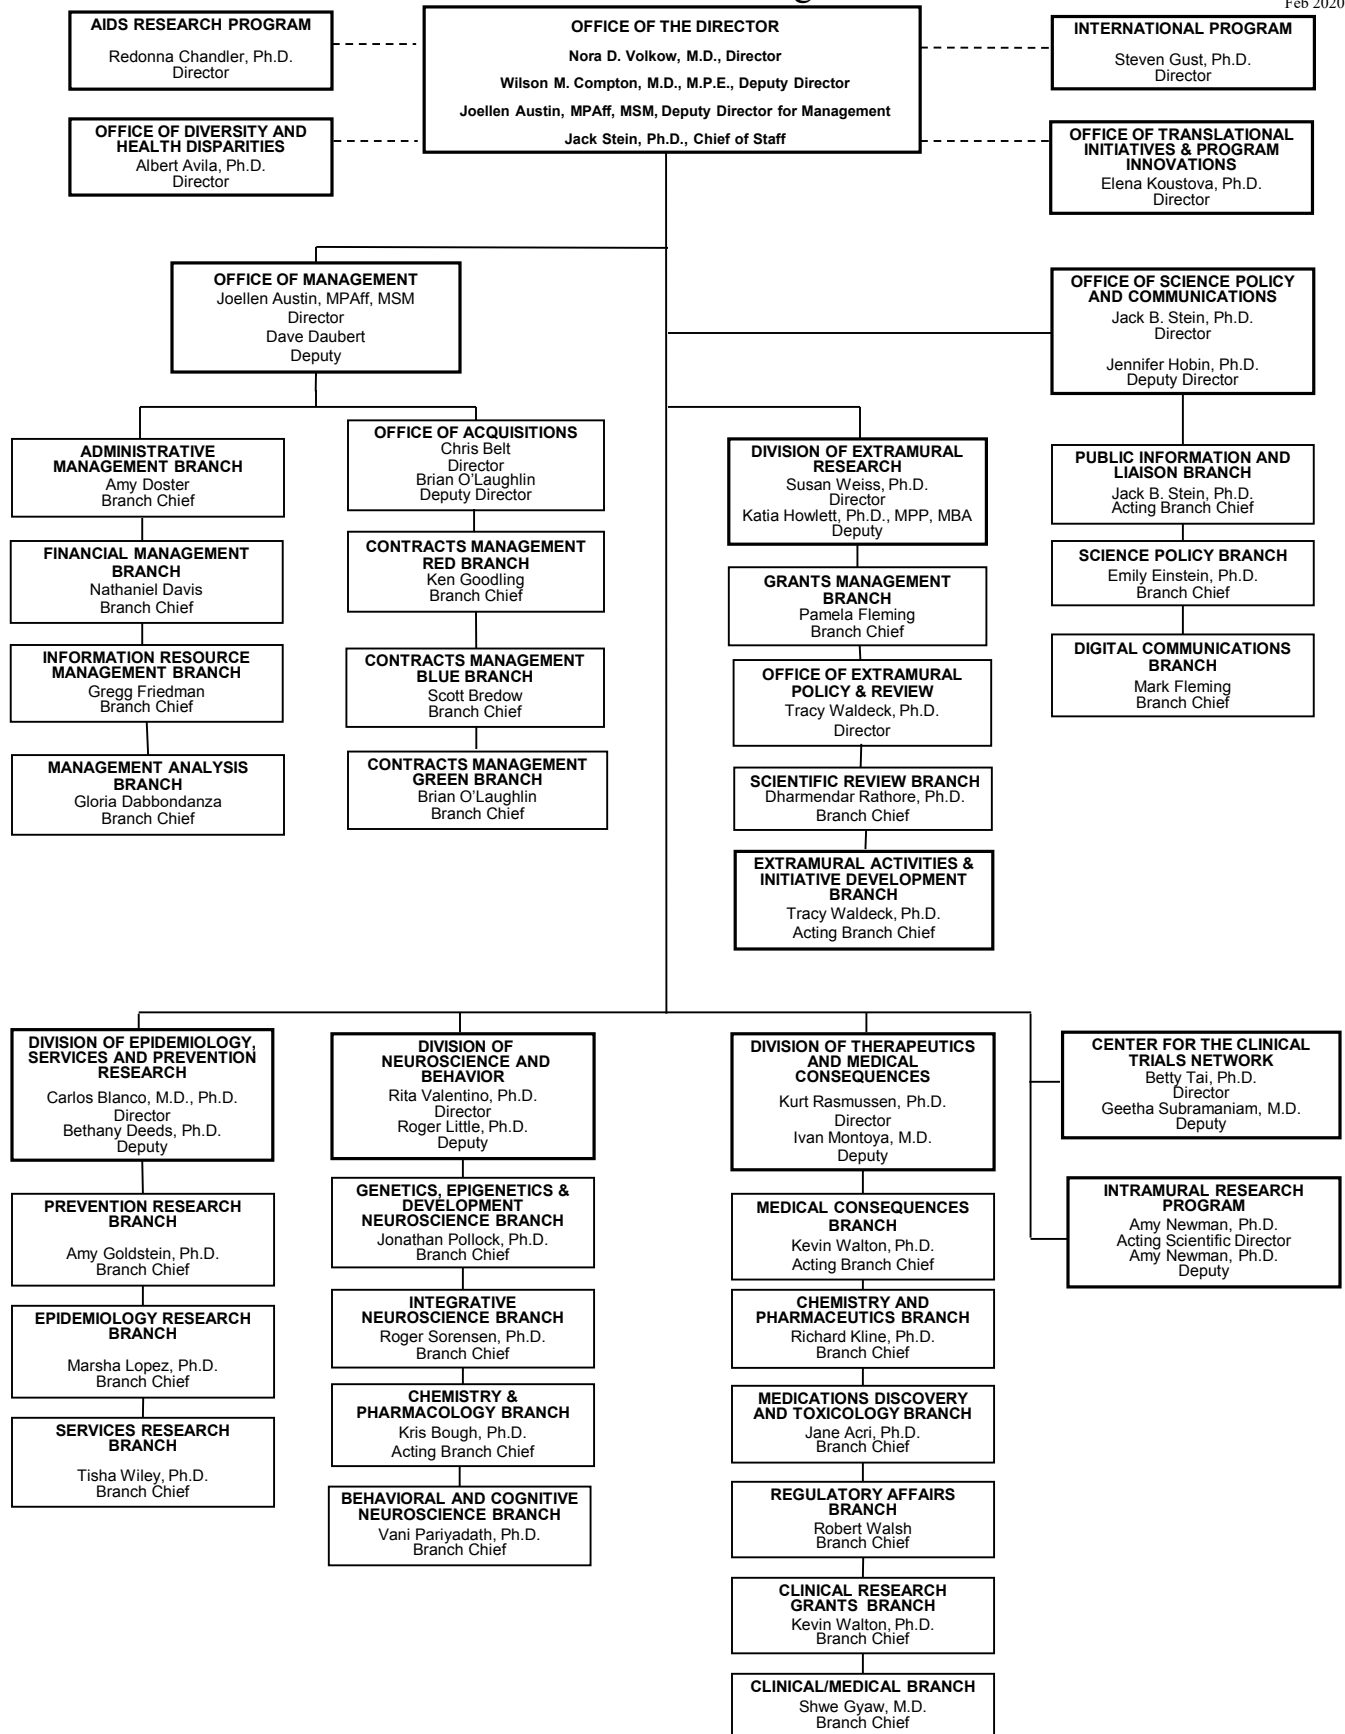 Feb 2020
AIDS RESEARCH PROGRAM
Redonna Chandler, Ph.D.
Director
OFFICE OF THE DIRECTOR
Nora D. Volkow, M.D., Director
Wilson M. Compton, M.D., M.P.E., Deputy Director
Joellen Austin, MPAff, MSM, Deputy Director for Management
Jack Stein, Ph.D., Chief of Staff
INTERNATIONAL PROGRAM
Steven Gust, Ph.D.
Director
OFFICE OF DIVERSITY AND
HEALTH DISPARITIES
Albert Avila, Ph.D.
Director
OFFICE OF TRANSLATIONAL
INITIATIVES & PROGRAM
INNOVATIONS
Elena Koustova, Ph.D.
Director
OFFICE OF MANAGEMENT
Joellen Austin, MPAff, MSM
Director
Dave Daubert
Deputy
OFFICE OF SCIENCE POLICY
AND COMMUNICATIONS
Jack B. Stein, Ph.D.
Director
Jennifer Hobin, Ph.D.
Deputy Director
ADMINISTRATIVE
MANAGEMENT BRANCH
Amy Doster
Branch Chief
FINANCIAL MANAGEMENT
BRANCH
Nathaniel Davis
Branch Chief
INFORMATION RESOURCE
MANAGEMENT BRANCH
Gregg Friedman
Branch Chief
MANAGEMENT ANALYSIS
BRANCH
Gloria Dabbondanza
Branch Chief
OFFICE OF ACQUISITIONS
Chris Belt
Director
Brian O'Laughlin
Deputy Director
CONTRACTS MANAGEMENT
RED BRANCH
Ken Goodling
Branch Chief
CONTRACTS MANAGEMENT
BLUE BRANCH
Scott Bredow
Branch Chief
CONTRACTS MANAGEMENT
GREEN BRANCH
Brian O'Laughlin
Branch Chief
DIVISION OF EXTRAMURAL
RESEARCH
Susan Weiss, Ph.D.
Director
Katia Howlett, Ph.D., MPP, MBA
Deputy
GRANTS MANAGEMENT
BRANCH
Pamela Fleming
Branch Chief
OFFICE OF EXTRAMURAL
POLICY & REVIEW
Tracy Waldeck, Ph.D.
Director
SCIENTIFIC REVIEW BRANCH
Dharmendar Rathore, Ph.D.
Branch Chief
EXTRAMURAL ACTIVITIES &
INITIATIVE DEVELOPMENT
BRANCH
Tracy Waldeck, Ph.D.
Acting Branch Chief
PUBLIC INFORMATION AND
LIAISON BRANCH
Jack B. Stein, Ph.D.
Acting Branch Chief
SCIENCE POLICY BRANCH
Emily Einstein, Ph.D.
Branch Chief
DIGITAL COMMUNICATIONS
BRANCH
Mark Fleming
Branch Chief
DIVISION OF EPIDEMIOLOGY,
SERVICES AND PREVENTION
RESEARCH
Carlos Blanco, M.D., Ph.D.
Director
Bethany Deeds, Ph.D.
Deputy
PREVENTION RESEARCH
BRANCH
Amy Goldstein, Ph.D.
Branch Chief
EPIDEMIOLOGY RESEARCH
BRANCH
Marsha Lopez, Ph.D.
Branch Chief
SERVICES RESEARCH
BRANCH
Tisha Wiley, Ph.D.
Branch Chief
DIVISION OF
NEUROSCIENCE AND
BEHAVIOR
Rita Valentino, Ph.D.
Director
Roger Little, Ph.D.
Deputy
GENETICS, EPIGENETICS &
DEVELOPMENT
NEUROSCIENCE BRANCH
Jonathan Pollock, Ph.D.
Branch Chief
INTEGRATIVE
NEUROSCIENCE BRANCH
Roger Sorensen, Ph.D.
Branch Chief
CHEMISTRY &
PHARMACOLOGY BRANCH
Kris Bough, Ph.D.
Acting Branch Chief
BEHAVIORAL AND COGNITIVE
NEUROSCIENCE BRANCH
Vani Pariyadath, Ph.D.
Branch Chief
DIVISION OF THERAPEUTICS
AND MEDICAL
CONSEQUENCES
Kurt Rasmussen, Ph.D.
Director
Ivan Montoya, M.D.
Deputy
MEDICAL CONSEQUENCES
BRANCH
Kevin Walton, Ph.D.
Acting Branch Chief
CHEMISTRY AND
PHARMACEUTICS BRANCH
Richard Kline, Ph.D.
Branch Chief
MEDICATIONS DISCOVERY
AND TOXICOLOGY BRANCH
Jane Acri, Ph.D.
Branch Chief
REGULATORY AFFAIRS
BRANCH
Robert Walsh
Branch Chief
CLINICAL RESEARCH
GRANTS BRANCH
Kevin Walton, Ph.D.
Branch Chief
CLINICAL/MEDICAL BRANCH
Shwe Gyaw, M.D.
Branch Chief
CENTER FOR THE CLINICAL
TRIALS NETWORK
Betty Tai, Ph.D.
Director
Geetha Subramaniam, M.D.
Deputy
INTRAMURAL RESEARCH
PROGRAM
Amy Newman, Ph.D.
Acting Scientific Director
Amy Newman, Ph.D.
Deputy